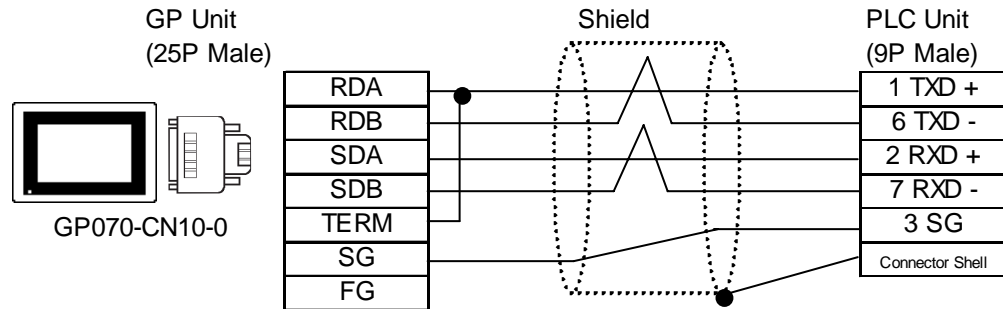 GP Unit
(25P Male)
Shield
PLC Unit
(9P Male)
RDA
1 TXD +
RDB
6 TXD -
SDA
2 RXD +
SDB
7 RXD -
TERM
3 SG
SG
Connector Shell
FG
GP070-CN10-0